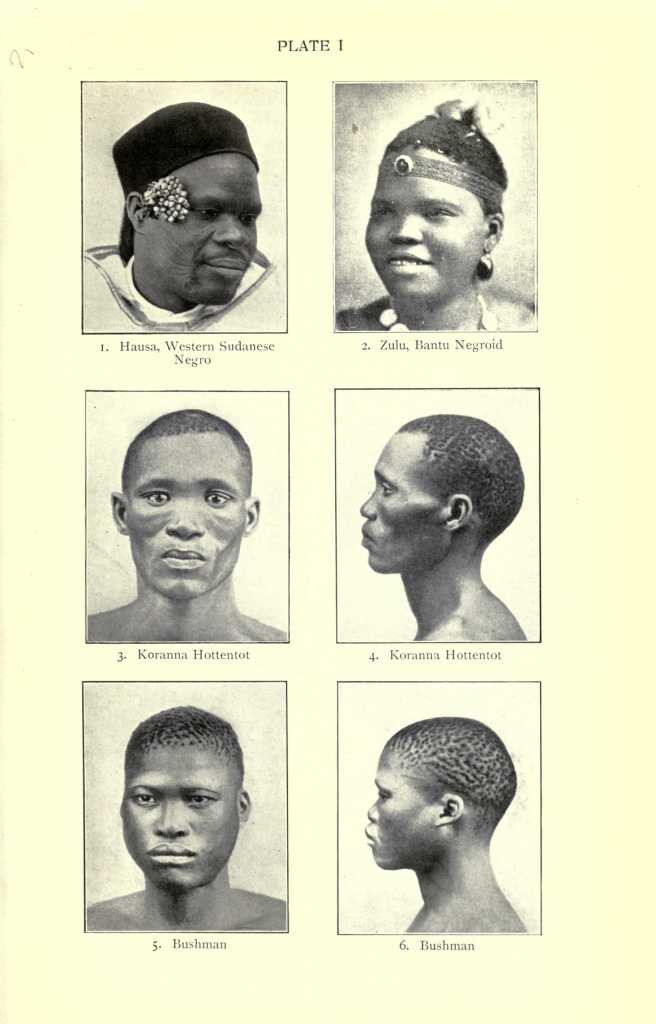 PLATE I
1. Hausa, Western Sudanese
Negro
2. Zulu, Bantu Negroid
3. Koranna Hottentot
4. Koranna Hottentot
5. Bushman
6. Bushman